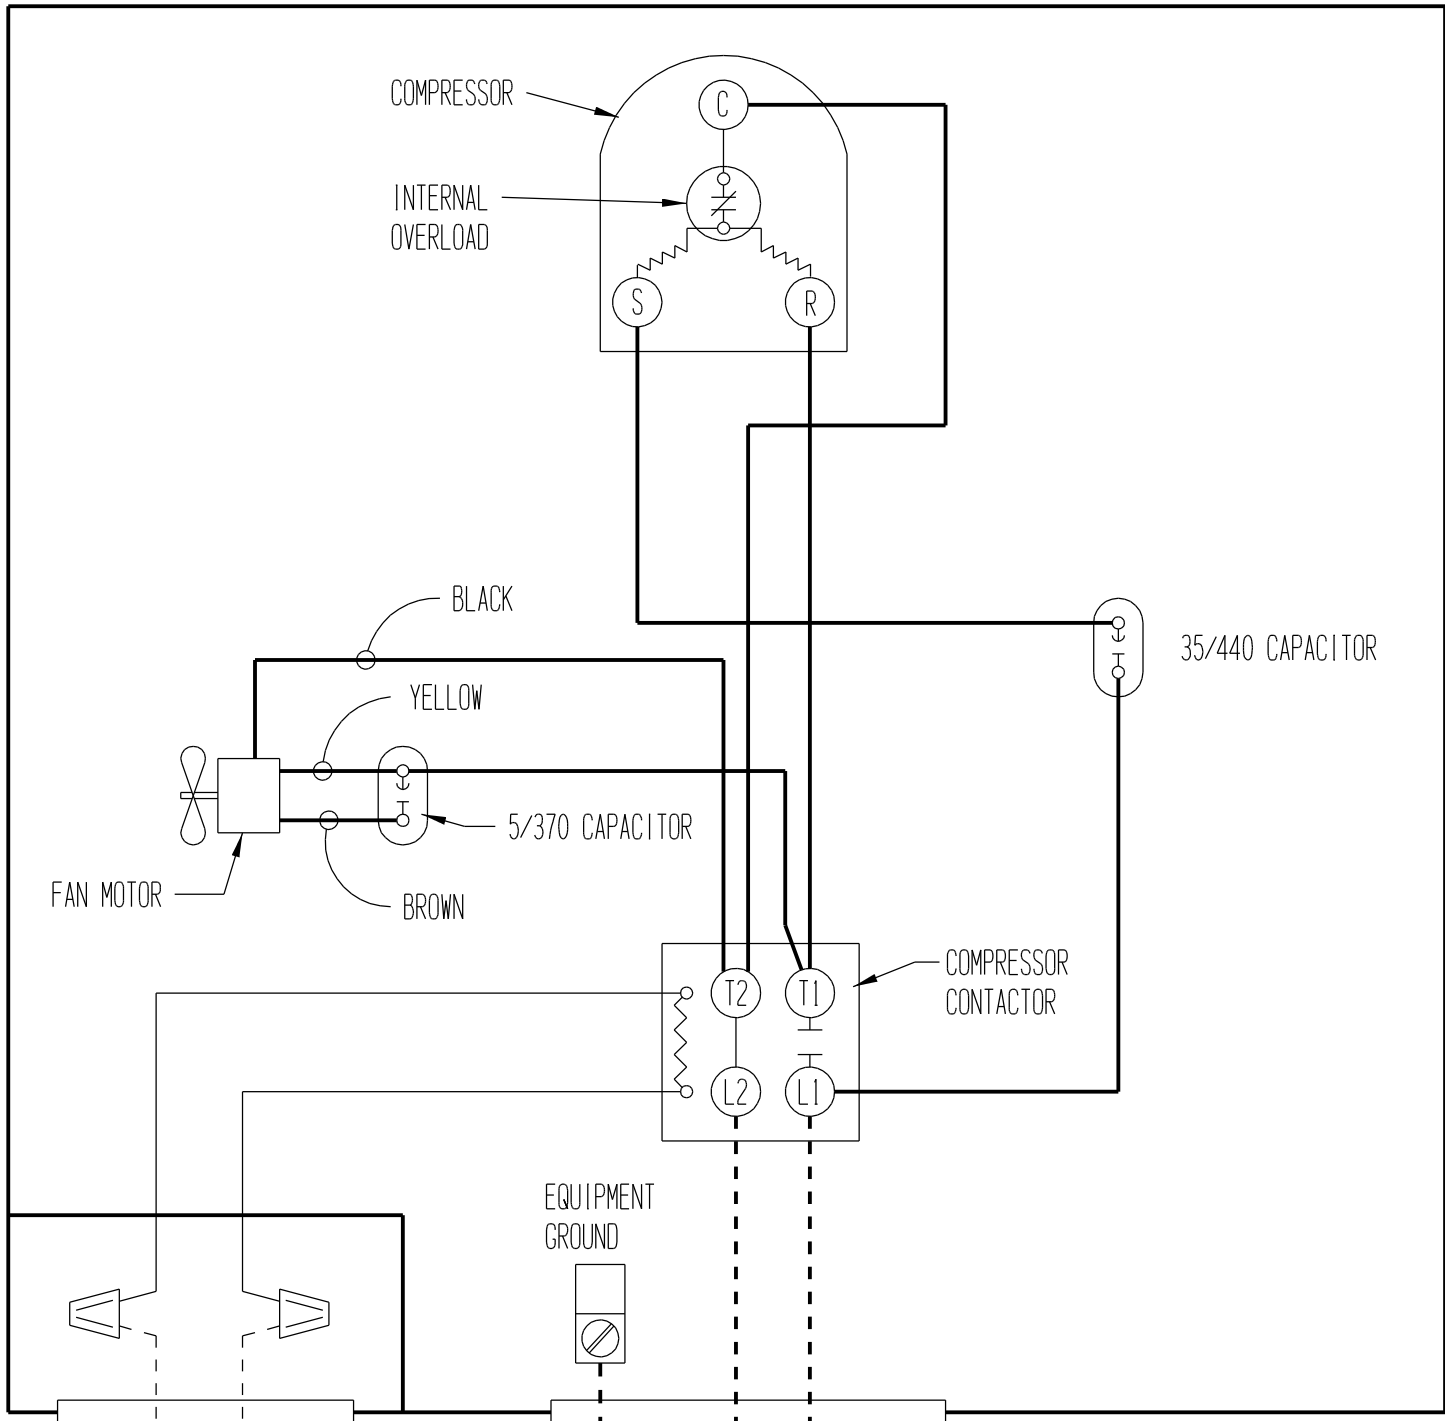 COMPRESSOR
C
INTERNAL
OVERLOAD
S
R
BLACK
35/440 CAPACITOR
YELLOW
5/370 CAPACITOR
FAN MOTOR
BROWN
COMPRESSOR
CONTACTOR
T2
T1
L2
L1
EQUIPMENT
GROUND